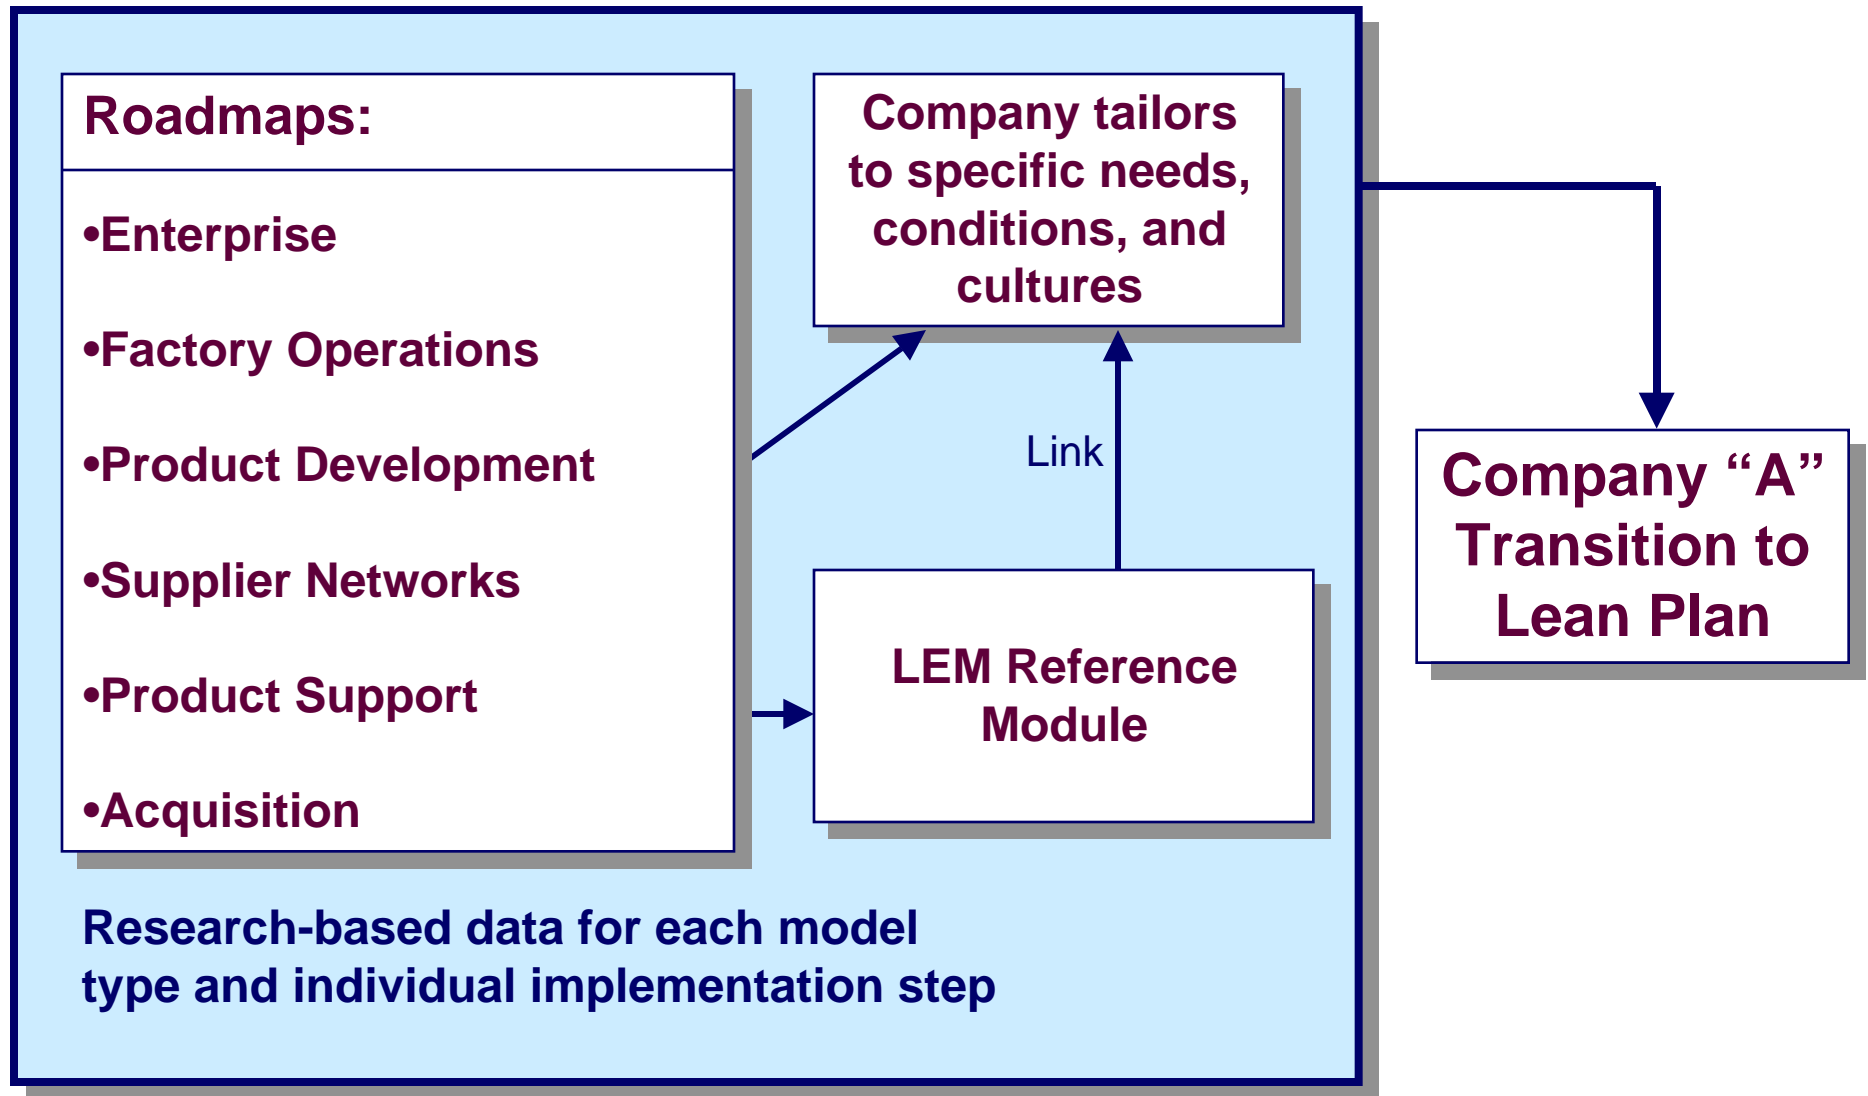 Roadmaps:
•Enterprise
•Factory Operations
•Product Development
•Supplier Networks
•Product Support
•Acquisition
Company tailors
to specific needs,
conditions, and
cultures
Link
LEM Reference
Module
Research-based data for each model
type and individual implementation step
Company “A”
Transition to
Lean Plan